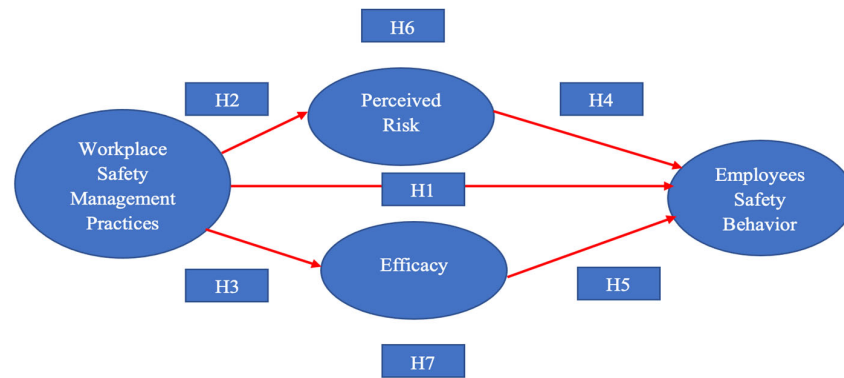 H6
H2
Perceived
Risk
H4
Workplace
Safety
Management
Practices
H1
Employees
Safety
Behavior
Efficacy
H3
H5
H7